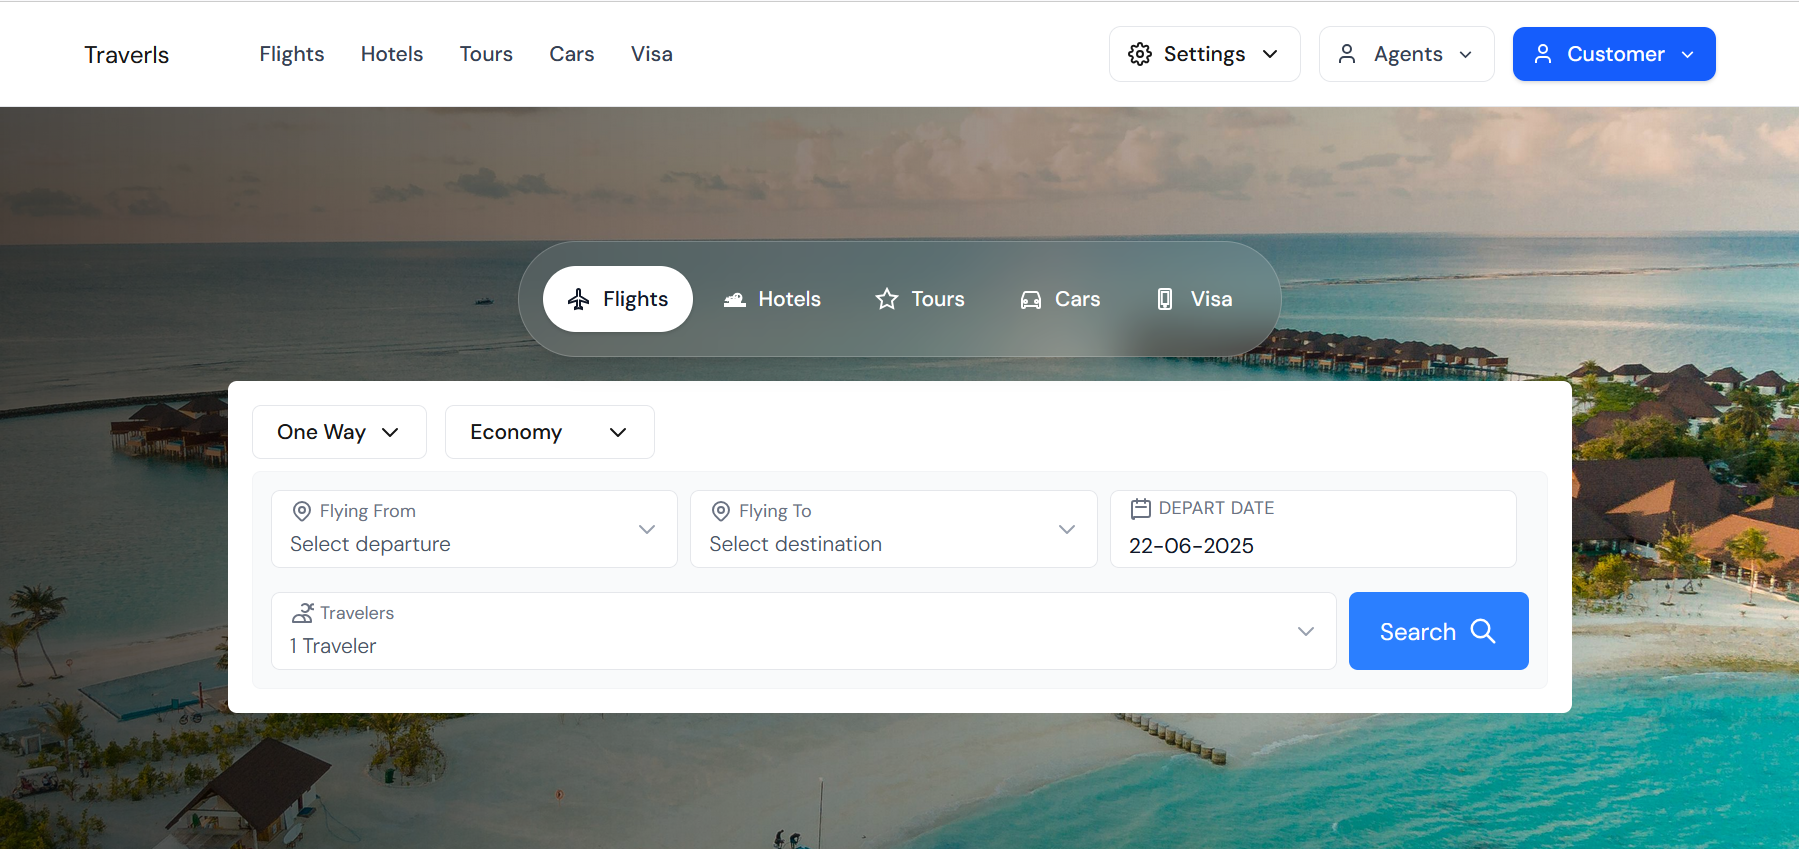 Traverls Flights Hotels Tours Cars Visa Settings Agents Customer
Flights Hotels Tours Cars Visa
One Way Economy
Flying From
Select departure
Flying To
Select destination
DEPART DATE
22-06-2025
Travelers
1 Traveler
Search